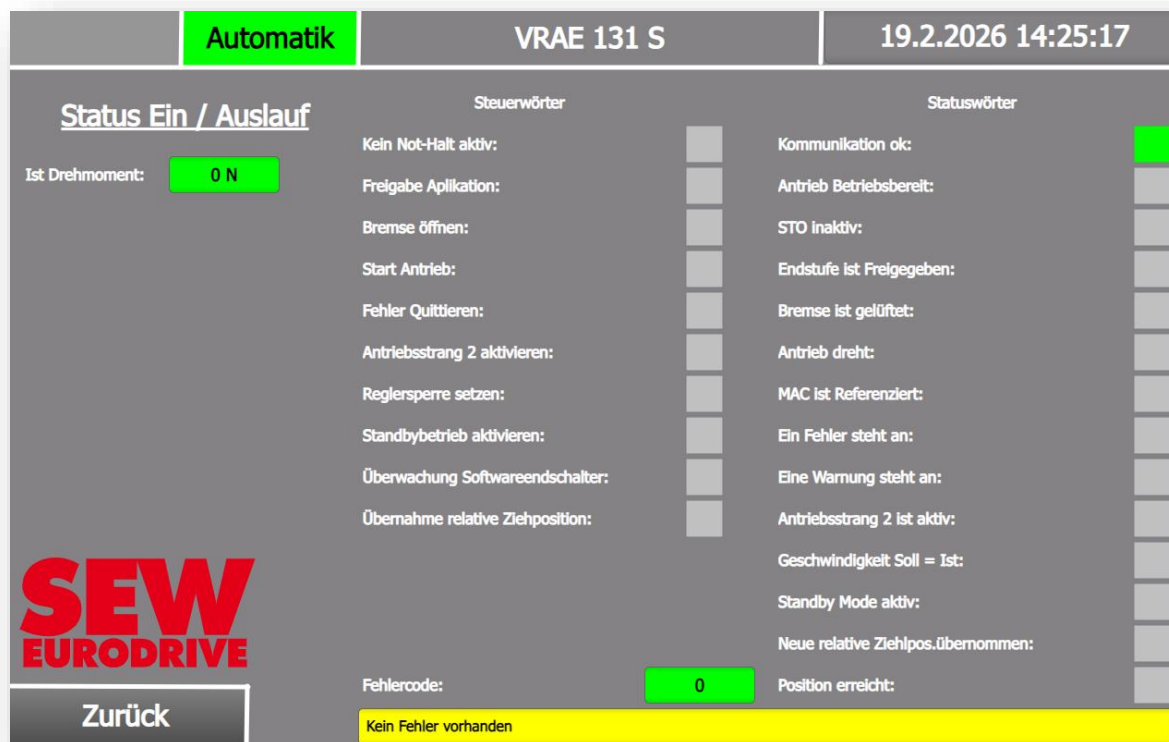 Automatik
VRAE 131 S
19.2.2026 14:25:17
Status Ein / Auslauf
Ist Drehmoment:
0 N
Steuerwörter
Kein Not-Halt aktiv:
Freigabe Aplikation:
Bremse öffnen:
Start Antrieb:
Fehler Quittieren:
Antriebsstrang 2 aktivieren:
Reglersperre setzen:
Standbybetrieb aktivieren:
Überwachung Softwareendschalter:
Übernahme relative Ziehposition:
Fehlercode:
0
Statuswörter
Kommunikation ok:
Antrieb Betriebsbereit:
STO inaktiv:
Endstufe ist Freigegeben:
Bremse ist gelüftet:
Antrieb dreht:
MAC ist Referenziert:
Ein Fehler steht an:
Eine Warnung steht an:
Antriebsstrang 2 ist aktiv:
Geschwindigkeit Soll = Ist:
Standby Mode aktiv:
Neue relative Ziehlpos.übernommen:
Position erreicht:
SEW
EURODRIVE
Zurück
Kein Fehler vorhanden